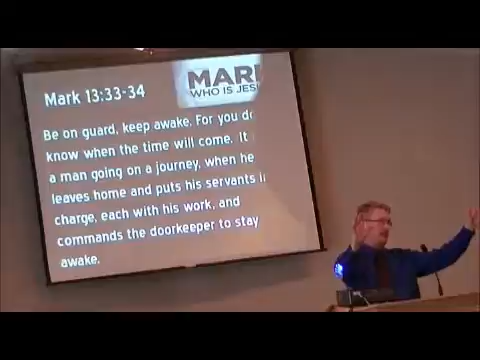 MAR
WHO IS JES
Mark 13:33-34
Be on guard, keep awake. For you
know when the time will come. It
a man going on a journey, when he
leaves home and puts his servants
charge, each with his work, and
commands the doorkeeper to stay
awake.